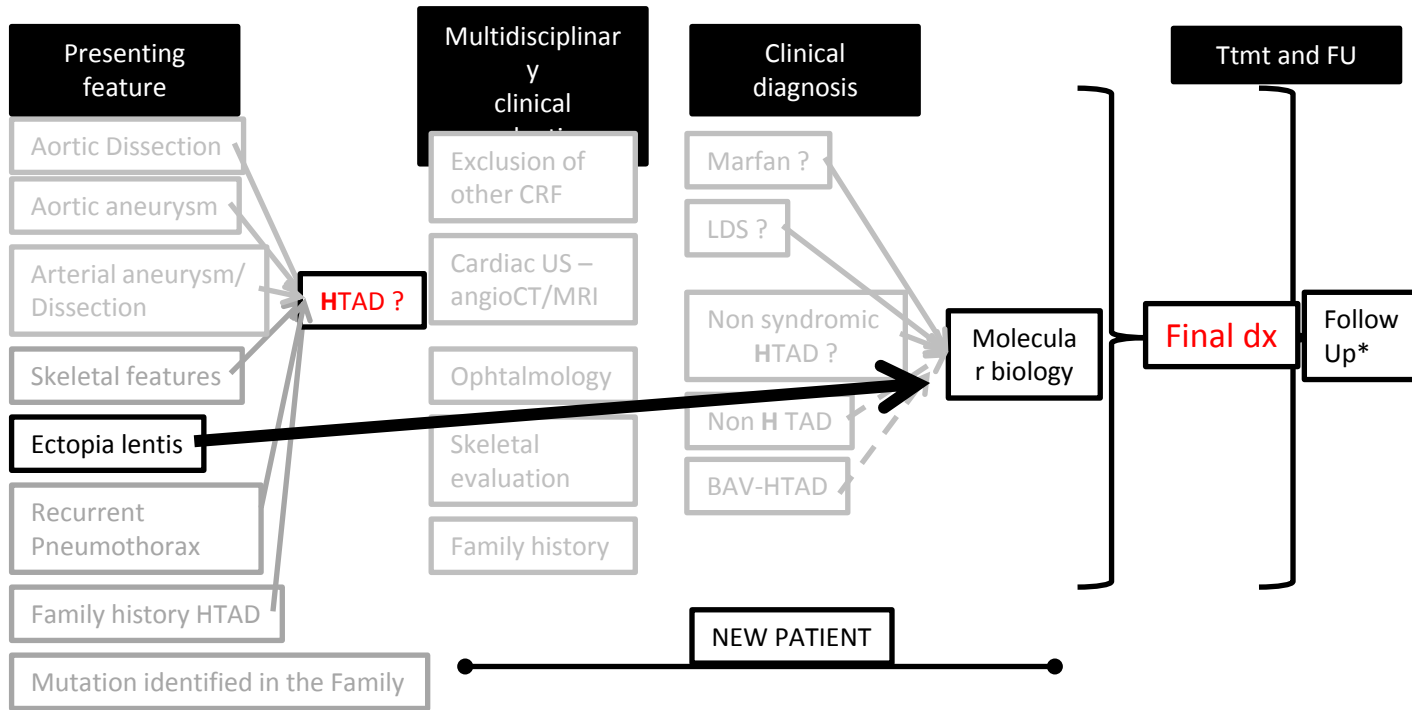 Presenting
feature
Aortic Dissection
Aortic aneurysm
Arterial aneurysm/
Dissection
Skeletal features
Ectopia lentis
Recurrent
Pneumothorax
Family history HTAD
Mutation identified in the Family
HTAD ?
Multidisciplinar
y
clinical
Exclusion of
other CRF
Cardiac US –
angioCT/MRI
Ophtalmology
Skeletal
evaluation
Family history
Clinical
diagnosis
Marfan ?
LDS ?
Non syndromic
HTAD ?
Non H TAD
BAV-HTAD
NEW PATIENT
Molecula
r biology
Final dx
Ttmt and FU
Follow
Up*